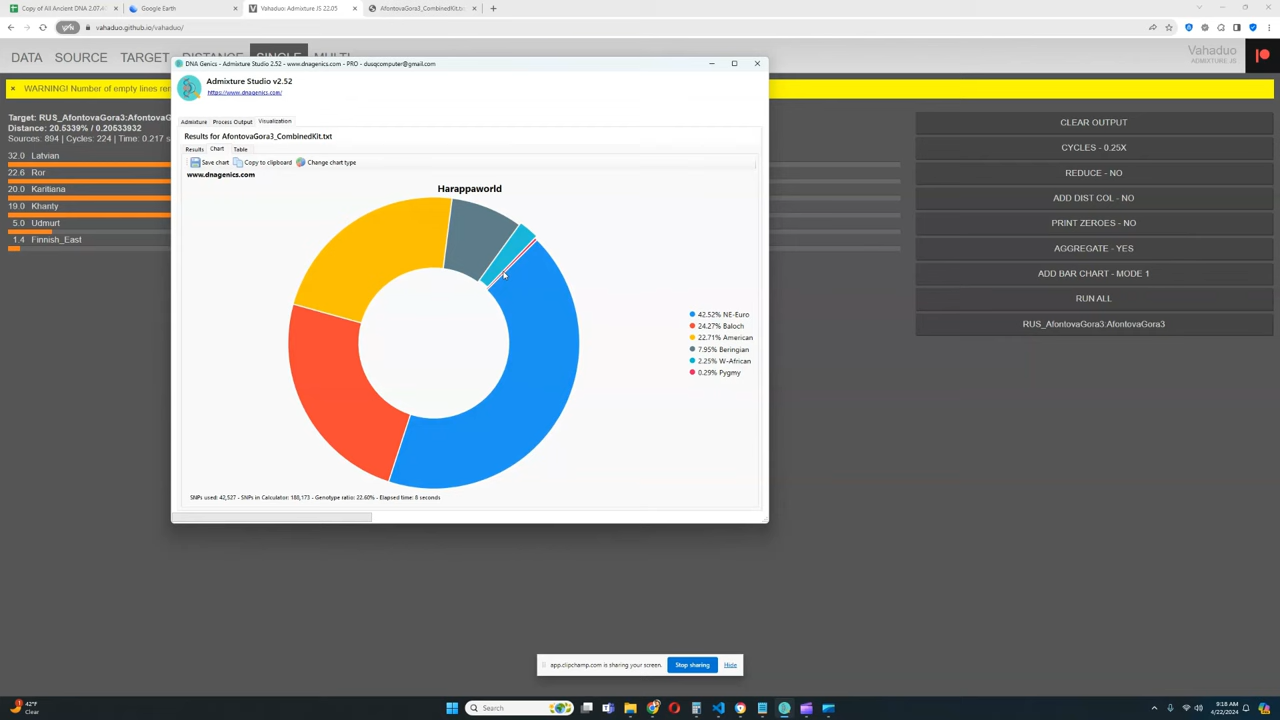 Copy of All Ancient DNA 2.07.4
Google Earth
Vahaduo: Admixture JS 22.05
AfontovaGora3_CombinedKit.txt
vahaduo.github.io/vahaduo/
VPN
DATA SOURCE TARGET DISTANCE SINGLE MULTI
Vahaduo
ADMIXTURE JS
WARNING! Number of empty lines rem
Target: RUS_AfontovaGora3:AfontovaG
Distance: 20.5339% / 0.20533932
Sources: 894 | Cycles: 224 | Time: 0.217 s
32.0 Latvian
22.6 Ror
20.0 Karitiana
19.0 Khanty
5.0 Udmurt
1.4 Finnish_East
DNA Genics - Admixture Studio 2.52 - www.dnagenics.com - PRO - dusqcomputer@gmail.com
Admixture Studio v2.52
https://www.dnagenics.com/
Admixture Process Output Visualization
Results for AfontovaGora3_CombinedKit.txt
Results Chart Table
Save chart Copy to clipboard Change chart type
www.dnagenics.com
Harappaworld
42.52% NE-Euro
24.27% Baloch
22.71% American
7.95% Beringian
2.25% W-African
0.29% Pygmy
SNPs used: 42,527 - SNPs in Calculator: 188,173 - Genotype ratio: 22.60% - Elapsed time: 8 seconds
CLEAR OUTPUT
CYCLES - 0.25X
REDUCE - NO
ADD DIST COL - NO
PRINT ZEROES - NO
AGGREGATE - YES
ADD BAR CHART - MODE 1
RUN ALL
RUS_AfontovaGora3:AfontovaGora3
app.clipchamp.com is sharing your screen.
Stop sharing
Hide
42°F
Clear
Search
9:18 AM
4/22/2024